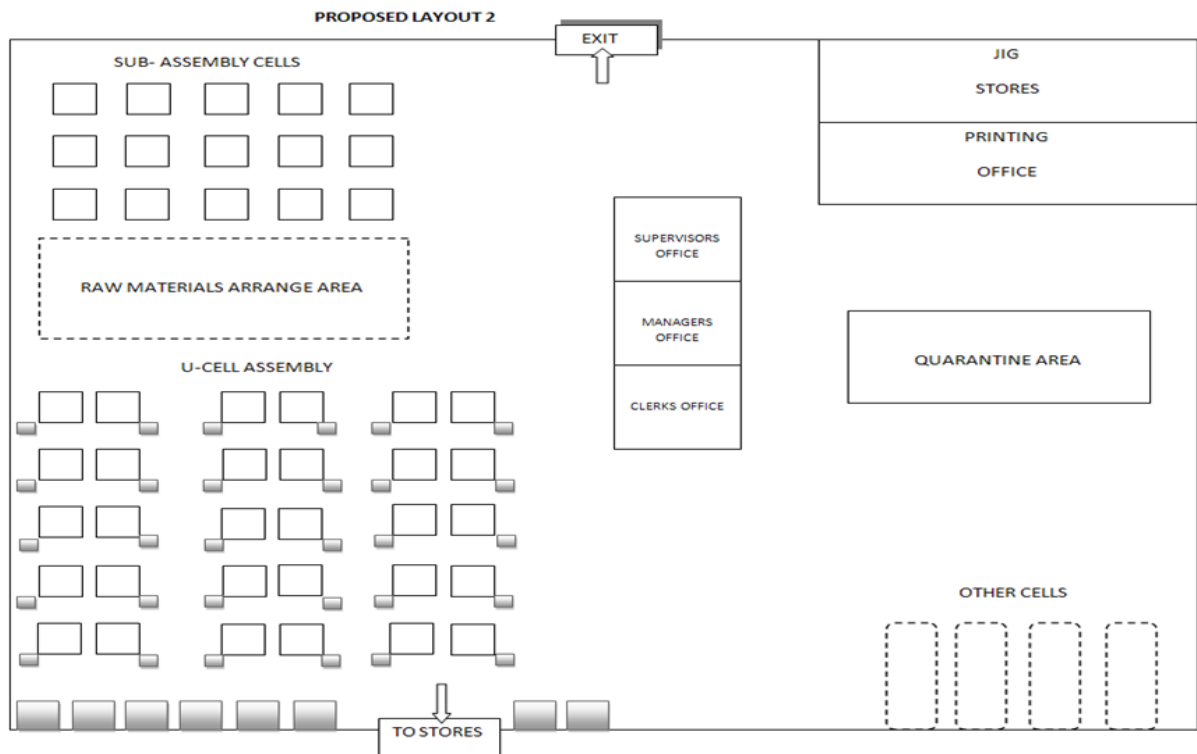 PROPOSED LAYOUT 2
EXIT
SUB- ASSEMBLY CELLS
JIG
STORES
PRINTING
OFFICE
SUPERVISORS
OFFICE
RAW MATERIALS ARRANGE AREA
MANAGERS
OFFICE
QUARANTINE AREA
U-CELL ASSEMBLY
CLERKS OFFICE
OTHER CELLS
TO STORES